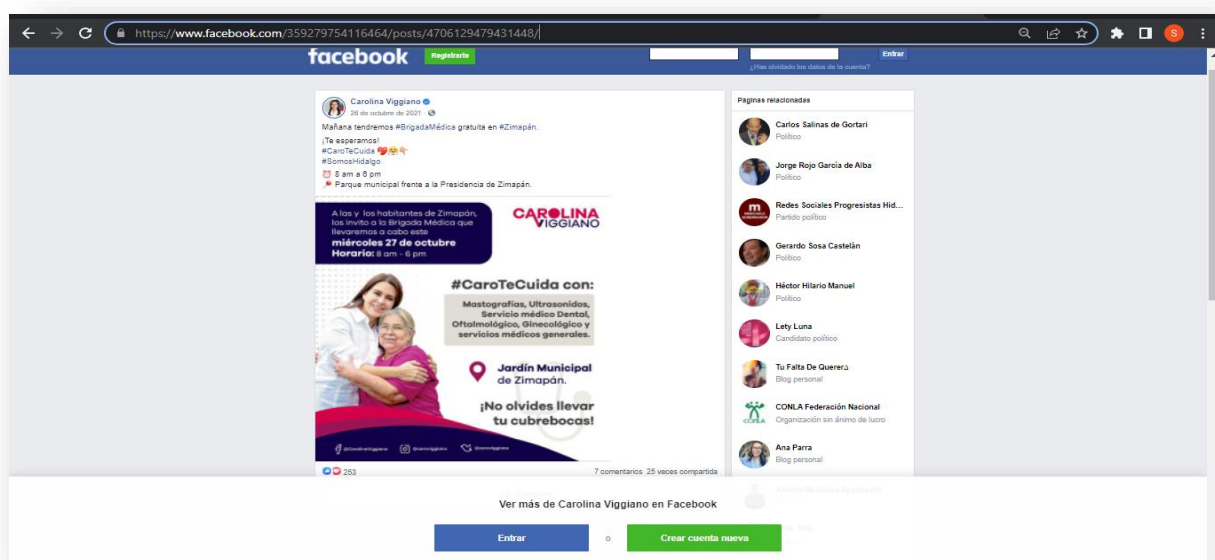 https://www.facebook.com/359279754116464/posts/4706129479431448/
S
facebook
Registrarte
Entrar
¿Has olvidado los datos de la cuenta?
Carolina Viggiano
26 de octubre de 2021
Mañana tendremos #BrigadaMédica gratuita en #Zimapán.
¡Te esperamos!
#CaroTeCuida
#SomosHidalgo
8 am a 6 pm
Parque municipal frente a la Presidencia de Zimapán.
A las y los habitantes de Zimapán,
los invito a la Brigada Médica que
llevaremos a cabo este
miércoles 27 de octubre
Horario: 8 am - 6 pm
CAROLINA
VIGGIANO
#CaroTeCuida con:
Mastografías, Ultrasonidos,
Servicio médico Dental,
Oftalmológico, Ginecológico y
servicios médicos generales.
Jardín Municipal
de Zimapán.
¡No olvides llevar
tu cubrebocas!
253
7 comentarios 25 veces compartida
Páginas relacionadas
Carlos Salinas de Gortari
Político
Jorge Rojo García de Alba
Político
Redes Sociales Progresistas Hid...
Partido político
Gerardo Sosa Castelán
Político
Héctor Hilario Manuel
Político
Lety Luna
Candidato político
Tu Falta De Querer♫
Blog personal
CONLA Federación Nacional
Organización sin ánimo de lucro
Ana Parra
Blog personal
Ver más de Carolina Viggiano en Facebook
Entrar
o
Crear cuenta nueva